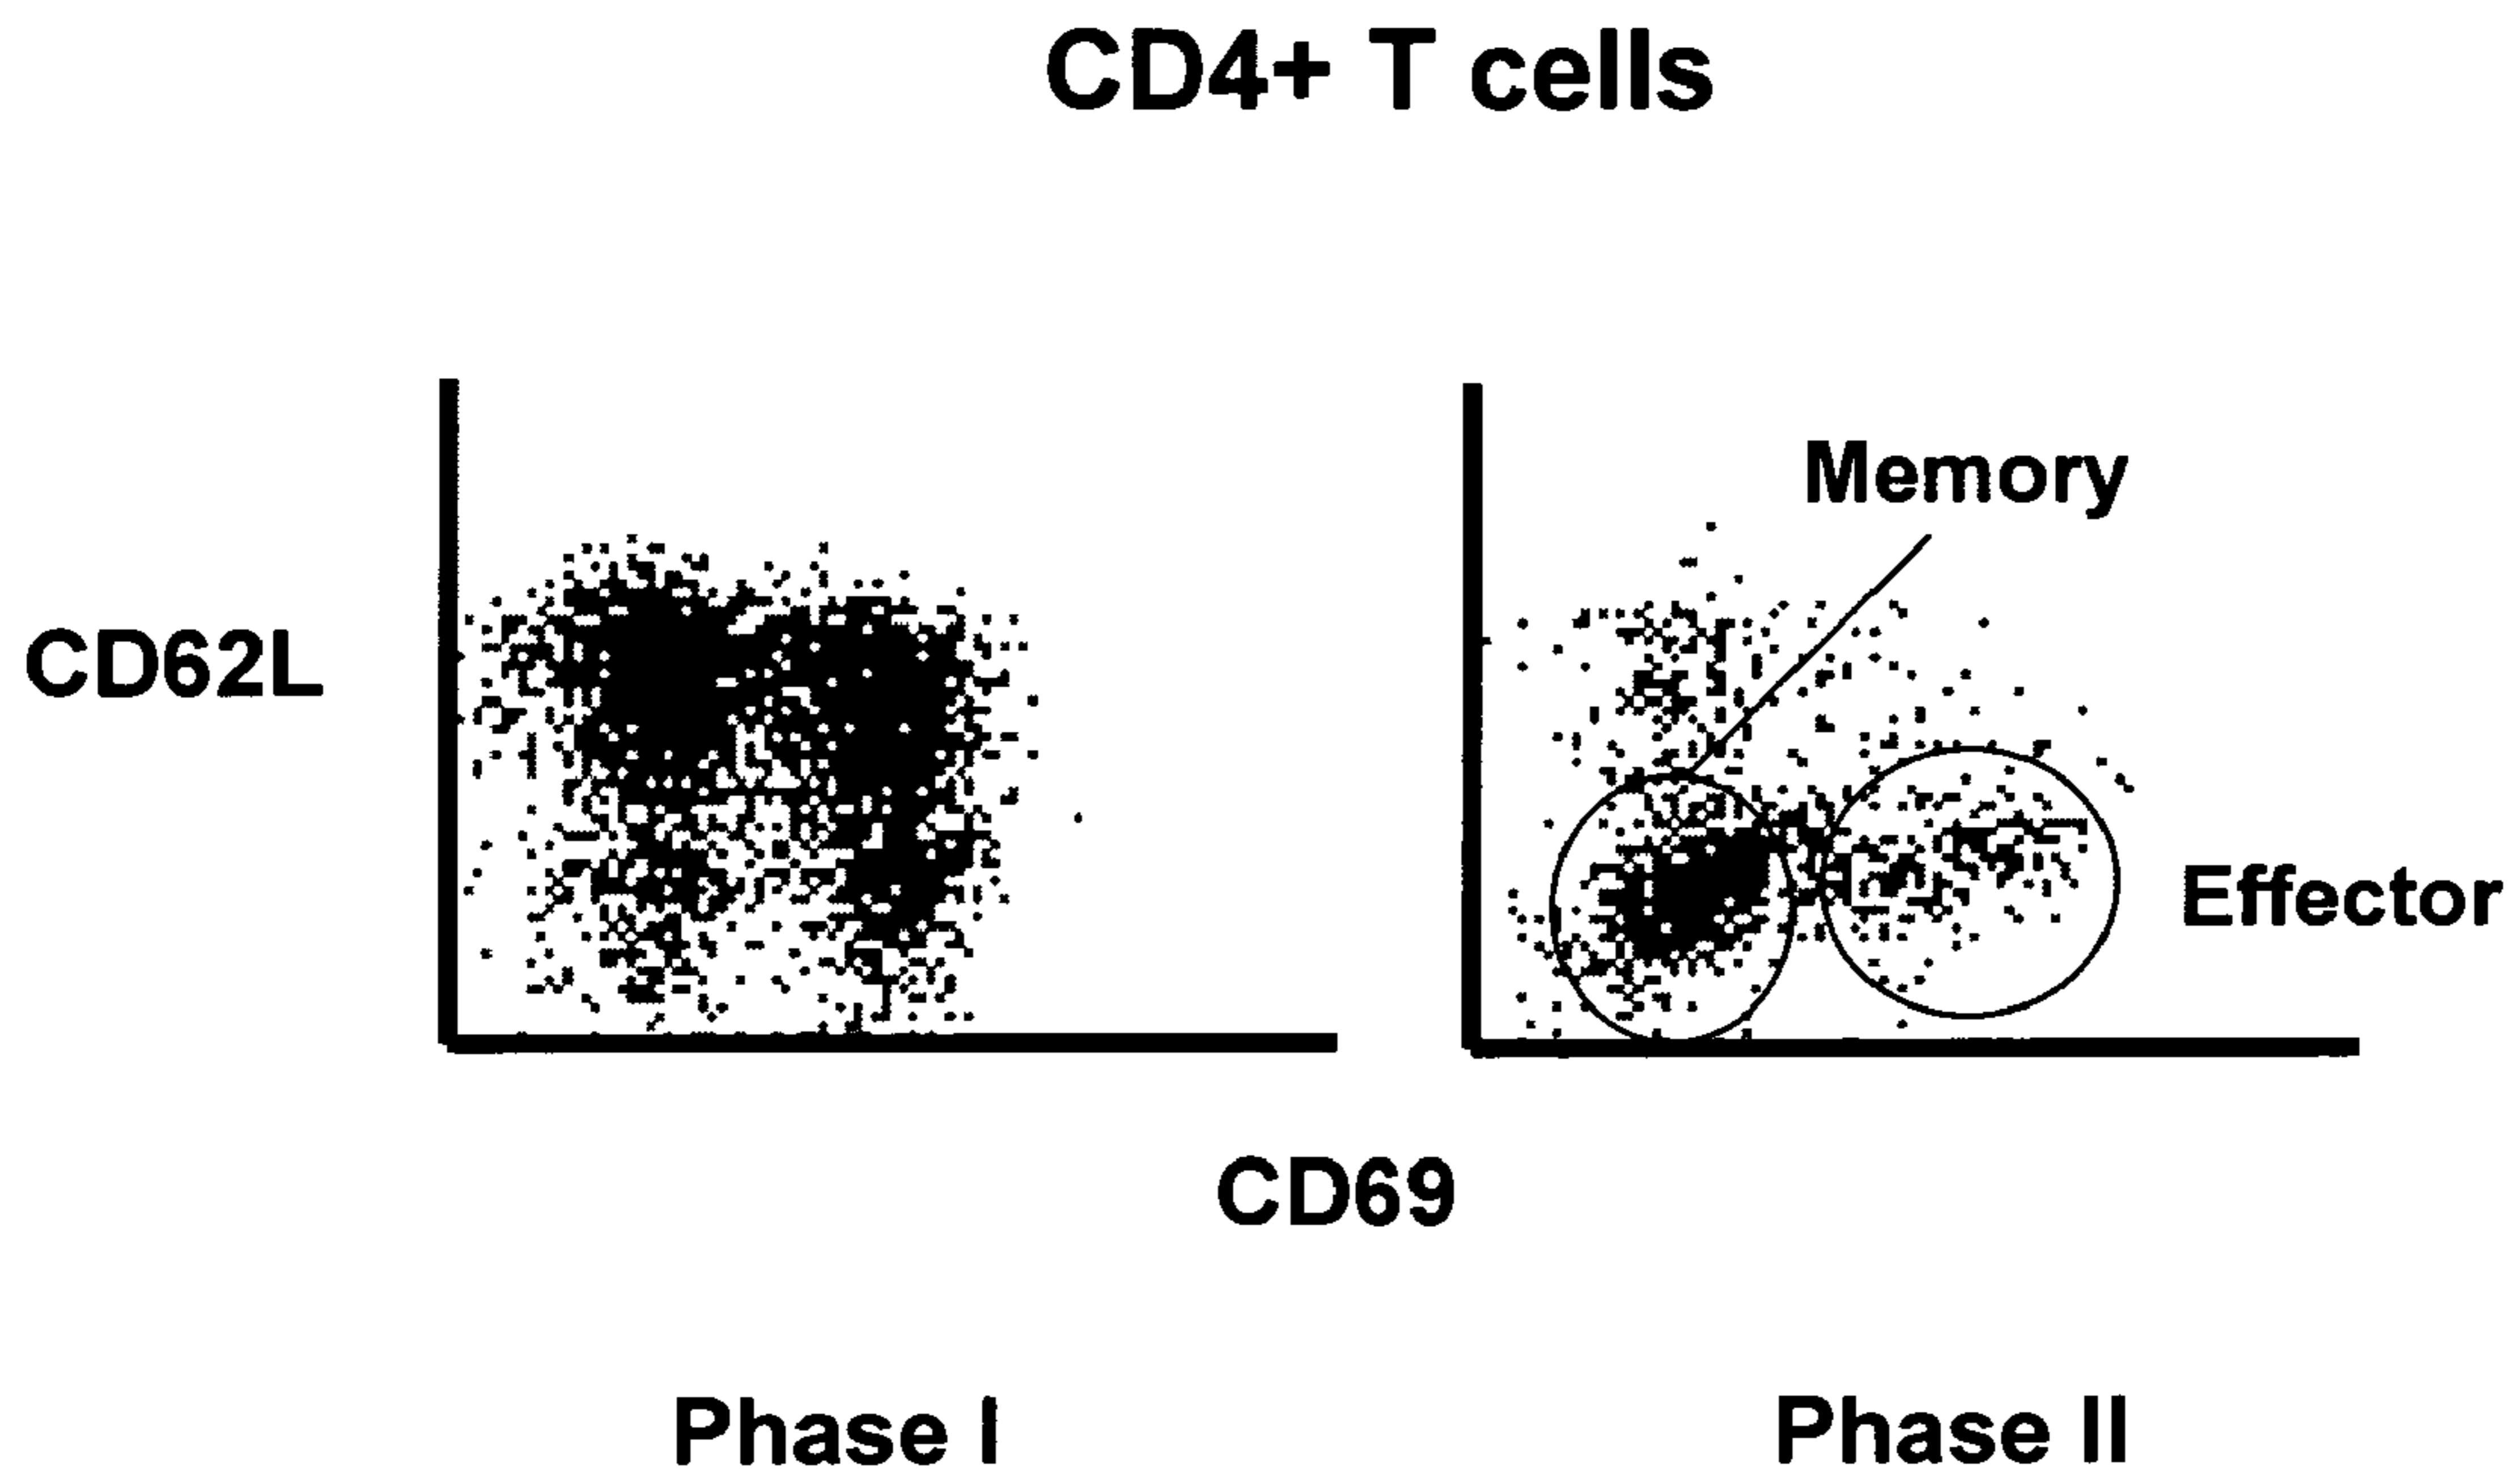 CD4+ T cells
Memory
CD62L
Effector
CD69
Phase I
Phase II